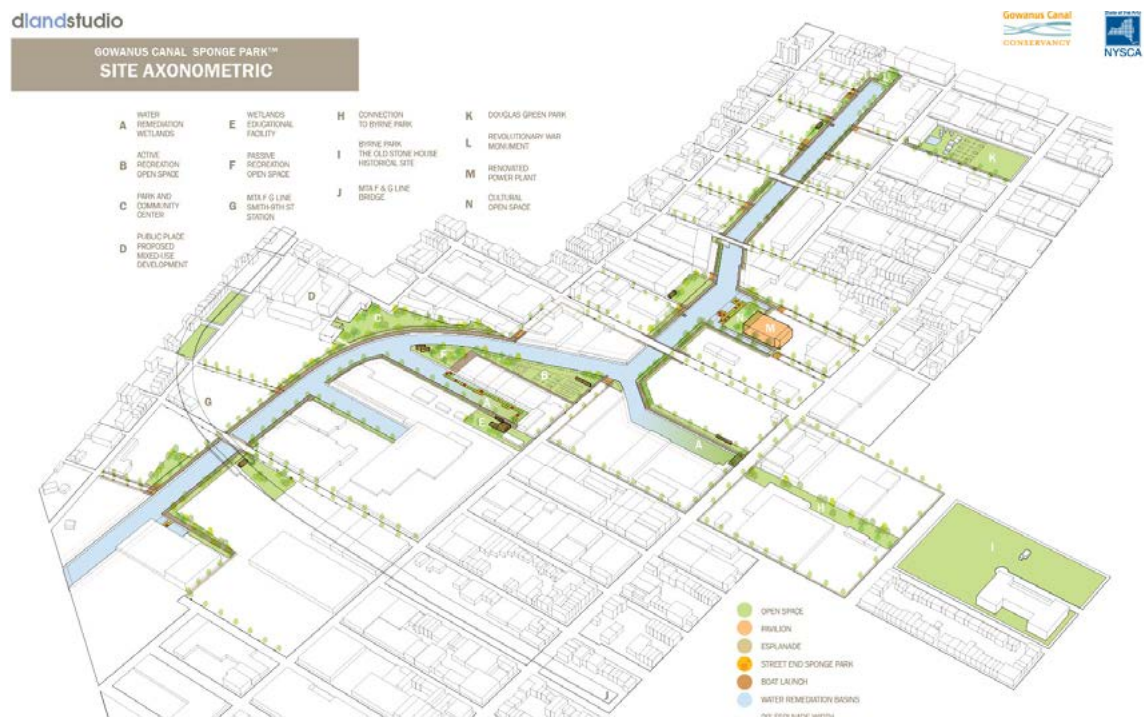 dlandstudio
GOWANUS CANAL SPONGE PARK™
SITE AXONOMETRIC
Gowanus Canal
CONSERVANCY
State of the Arts
NYSCA
A WATER
REMEDIATION
WETLANDS
B ACTIVE
RECREATION
OPEN SPACE
C PARK AND
COMMUNITY
CENTER
D PUBLIC PLACE
PROPOSED
MIXED-USE
DEVELOPMENT
E WETLANDS
EDUCATIONAL
FACILITY
F PASSIVE
RECREATION
OPEN SPACE
G MTA F G LINE
SMITH-9TH ST
STATION
H CONNECTION
TO BYRNE PARK
I BYRNE PARK
THE OLD STONE HOUSE
HISTORICAL SITE
J MTA F & G LINE
BRIDGE
K DOUGLAS GREEN PARK
L REVOLUTIONARY WAR
MONUMENT
M RENOVATED
POWER PLANT
N CULTURAL
OPEN SPACE
L
K
D
C
N
M
F
B
G
A
E
A
H
I
J
OPEN SPACE
PAVILION
ESPLANADE
STREET END SPONGE PARK
BOAT LAUNCH
WATER REMEDIATION BASINS